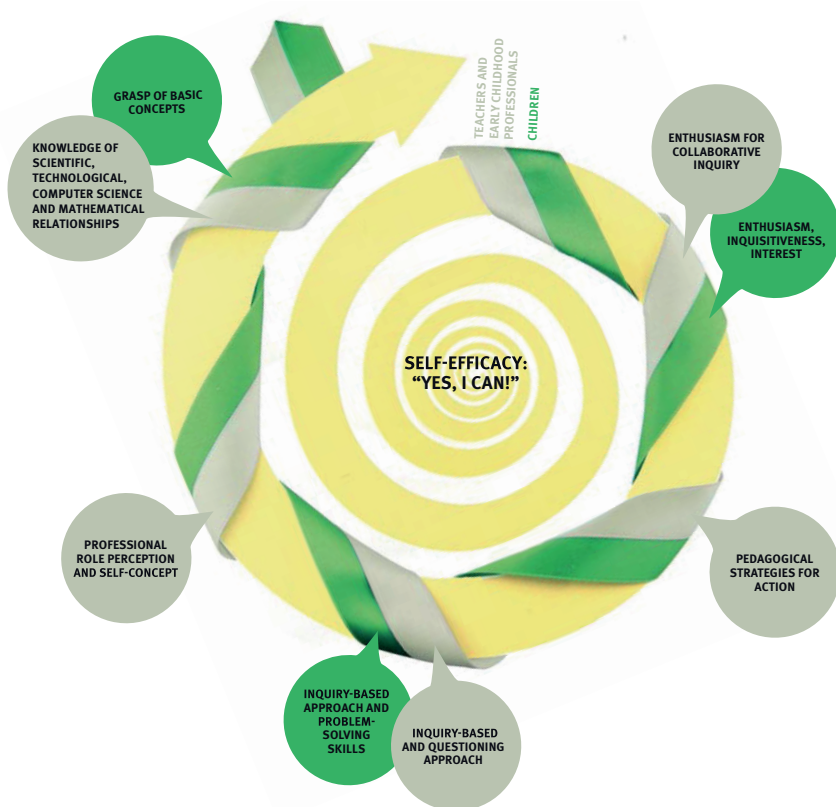 TEACHERS AND
EARLY CHILDHOOD
PROFESSIONALS
CHILDREN
GRASP OF BASIC
CONCEPTS
KNOWLEDGE OF
SCIENTIFIC,
TECHNOLOGICAL,
COMPUTER SCIENCE
AND MATHEMATICAL
RELATIONSHIPS
ENTHUSIASM FOR
COLLABORATIVE
INQUIRY
ENTHUSIASM,
INQUISITIVENESS,
INTEREST
SELF-EFFICACY:
“YES, I CAN!”
PROFESSIONAL
ROLE PERCEPTION
AND SELF-CONCEPT
PEDAGOGICAL
STRATEGIES FOR
ACTION
INQUIRY-BASED
APPROACH AND
PROBLEM-
SOLVING
SKILLS
INQUIRY-BASED
AND QUESTIONING
APPROACH